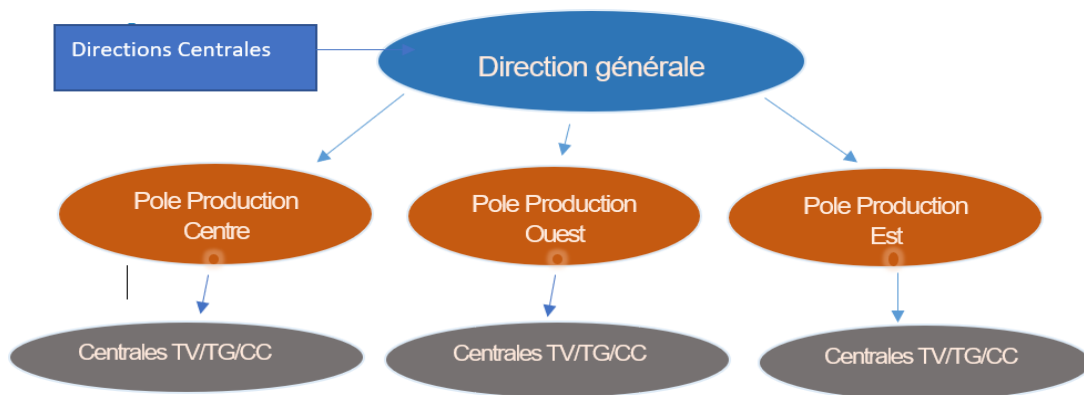 Directions Centrales
Direction générale
Pole Production
Centre
Pole Production
Ouest
Pole Production
Est
Centrales TV/TG/CC
Centrales TV/TG/CC
Centrales TV/TG/CC